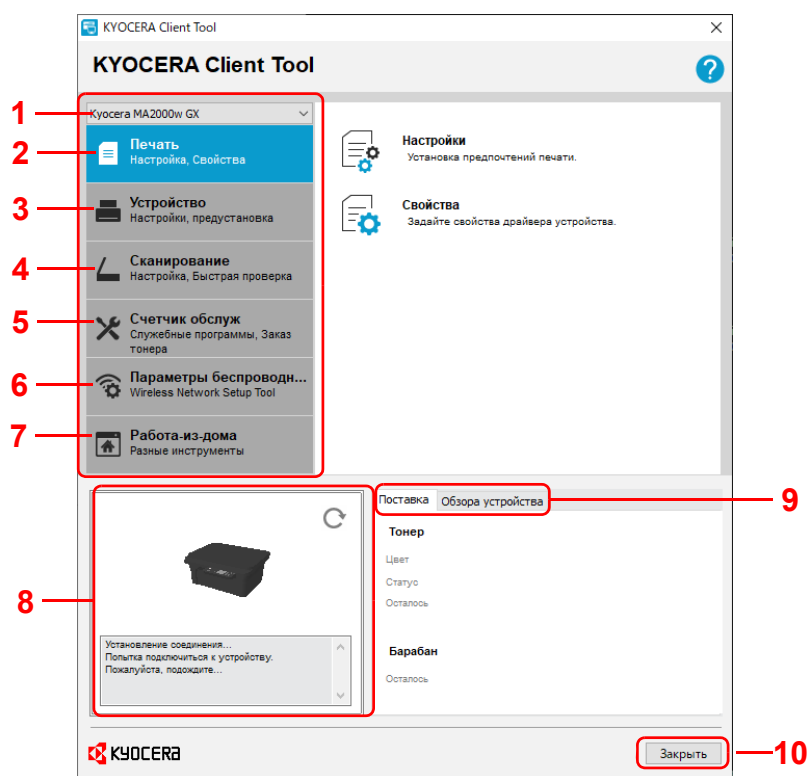 KYOCERA Client Tool
KYOCERA Client Tool
?
1
Kyocera MA2000w GX
2
Печать
Настройка, Свойства
3
Устройство
Настройки, предустановка
4
Сканирование
Настройка, Быстрая проверка
5
Счетчик обслуж
Служебные программы, Заказ
тонера
6
Параметры беспроводн...
Wireless Network Setup Tool
7
Работа-из-дома
Разные инструменты
Настройки
Установка предпочтений печати.
Свойства
Задайте свойства драйвера устройства.
8
Установление соединения...
Попытка подключиться к устройству.
Пожалуйста, подождите...
Поставка
Обзора устройства
9
Тонер
Цвет
Статус
Осталось
Барабан
Осталось
KYOCERA
Закрыть
10